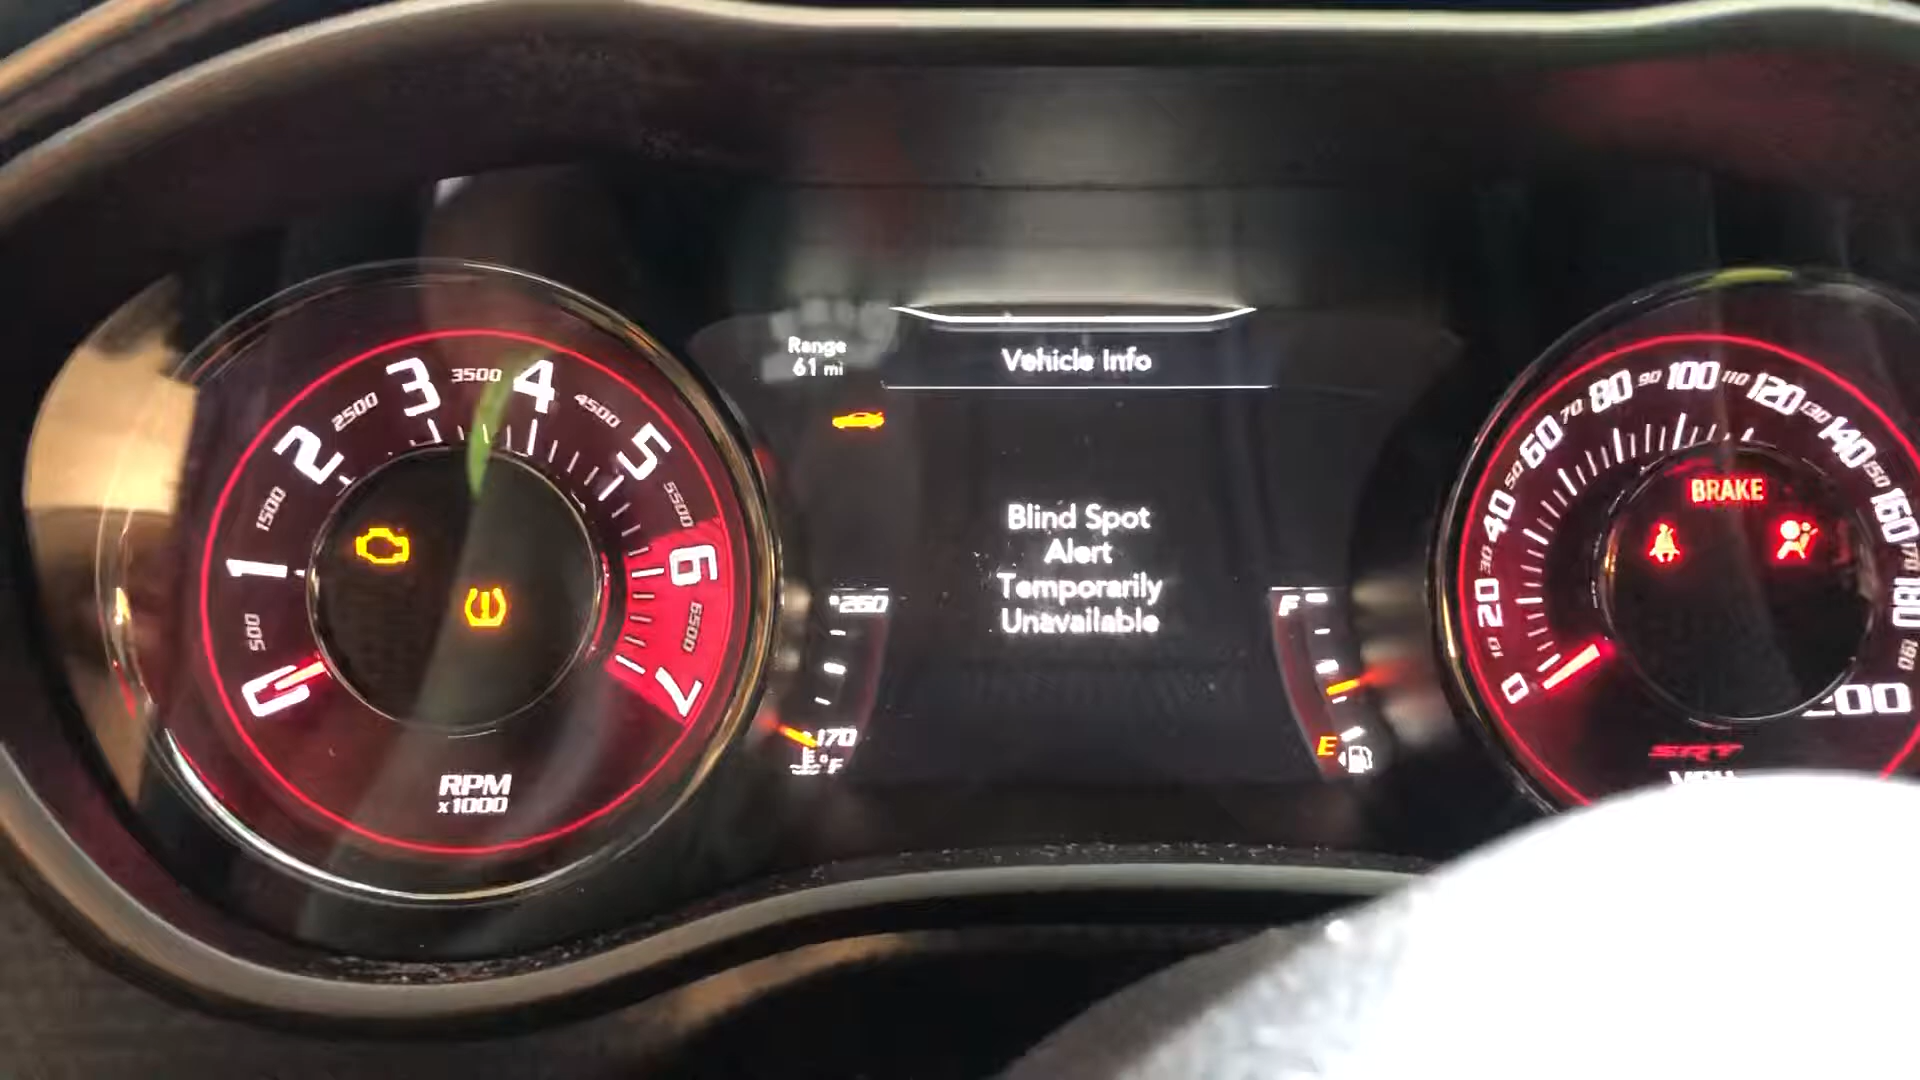 Range
61 mi
Vehicle Info
Blind Spot
Alert
Temporarily
Unavailable
0
500
1
1500
2
2500
3
3500
4
4500
5
5500
6
6500
7
RPM
x1000
260
170
°F
F
E
0
10
20
30
40
50
60
70
80
90
100
110
120
130
140
150
160
170
180
190
200
BRAKE
SRT
MPH